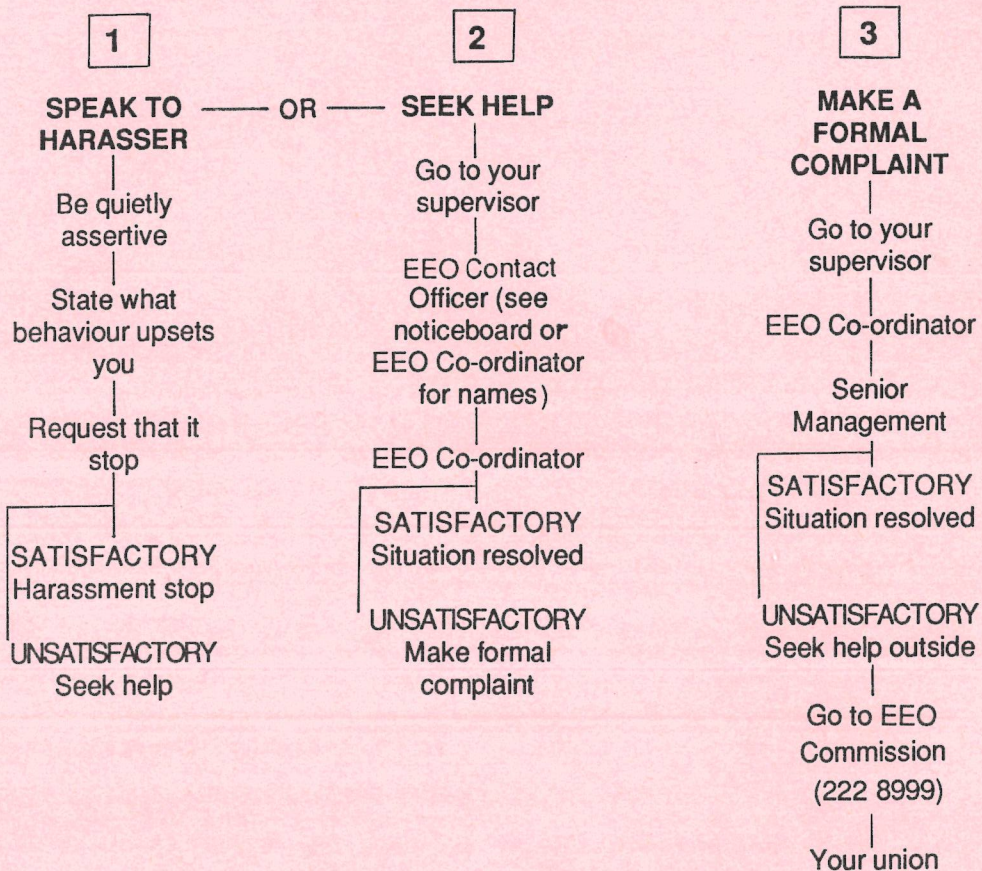 1
SPEAK TO
HARASSER
Be quietly
assertive
State what
behaviour upsets
you
Request that it
stop
SATISFACTORY
Harassment stop
UNSATISFACTORY
Seek help
OR
2
SEEK HELP
Go to your
supervisor
EEO Contact
Officer (see
noticeboard or
EEO Co-ordinator
for names)
EEO Co-ordinator
SATISFACTORY
Situation resolved
UNSATISFACTORY
Make formal
complaint
3
MAKE A
FORMAL
COMPLAINT
Go to your
supervisor
EEO Co-ordinator
Senior
Management
SATISFACTORY
Situation resolved
UNSATISFACTORY
Seek help outside
Go to EEO
Commission
(222 8999)
Your union